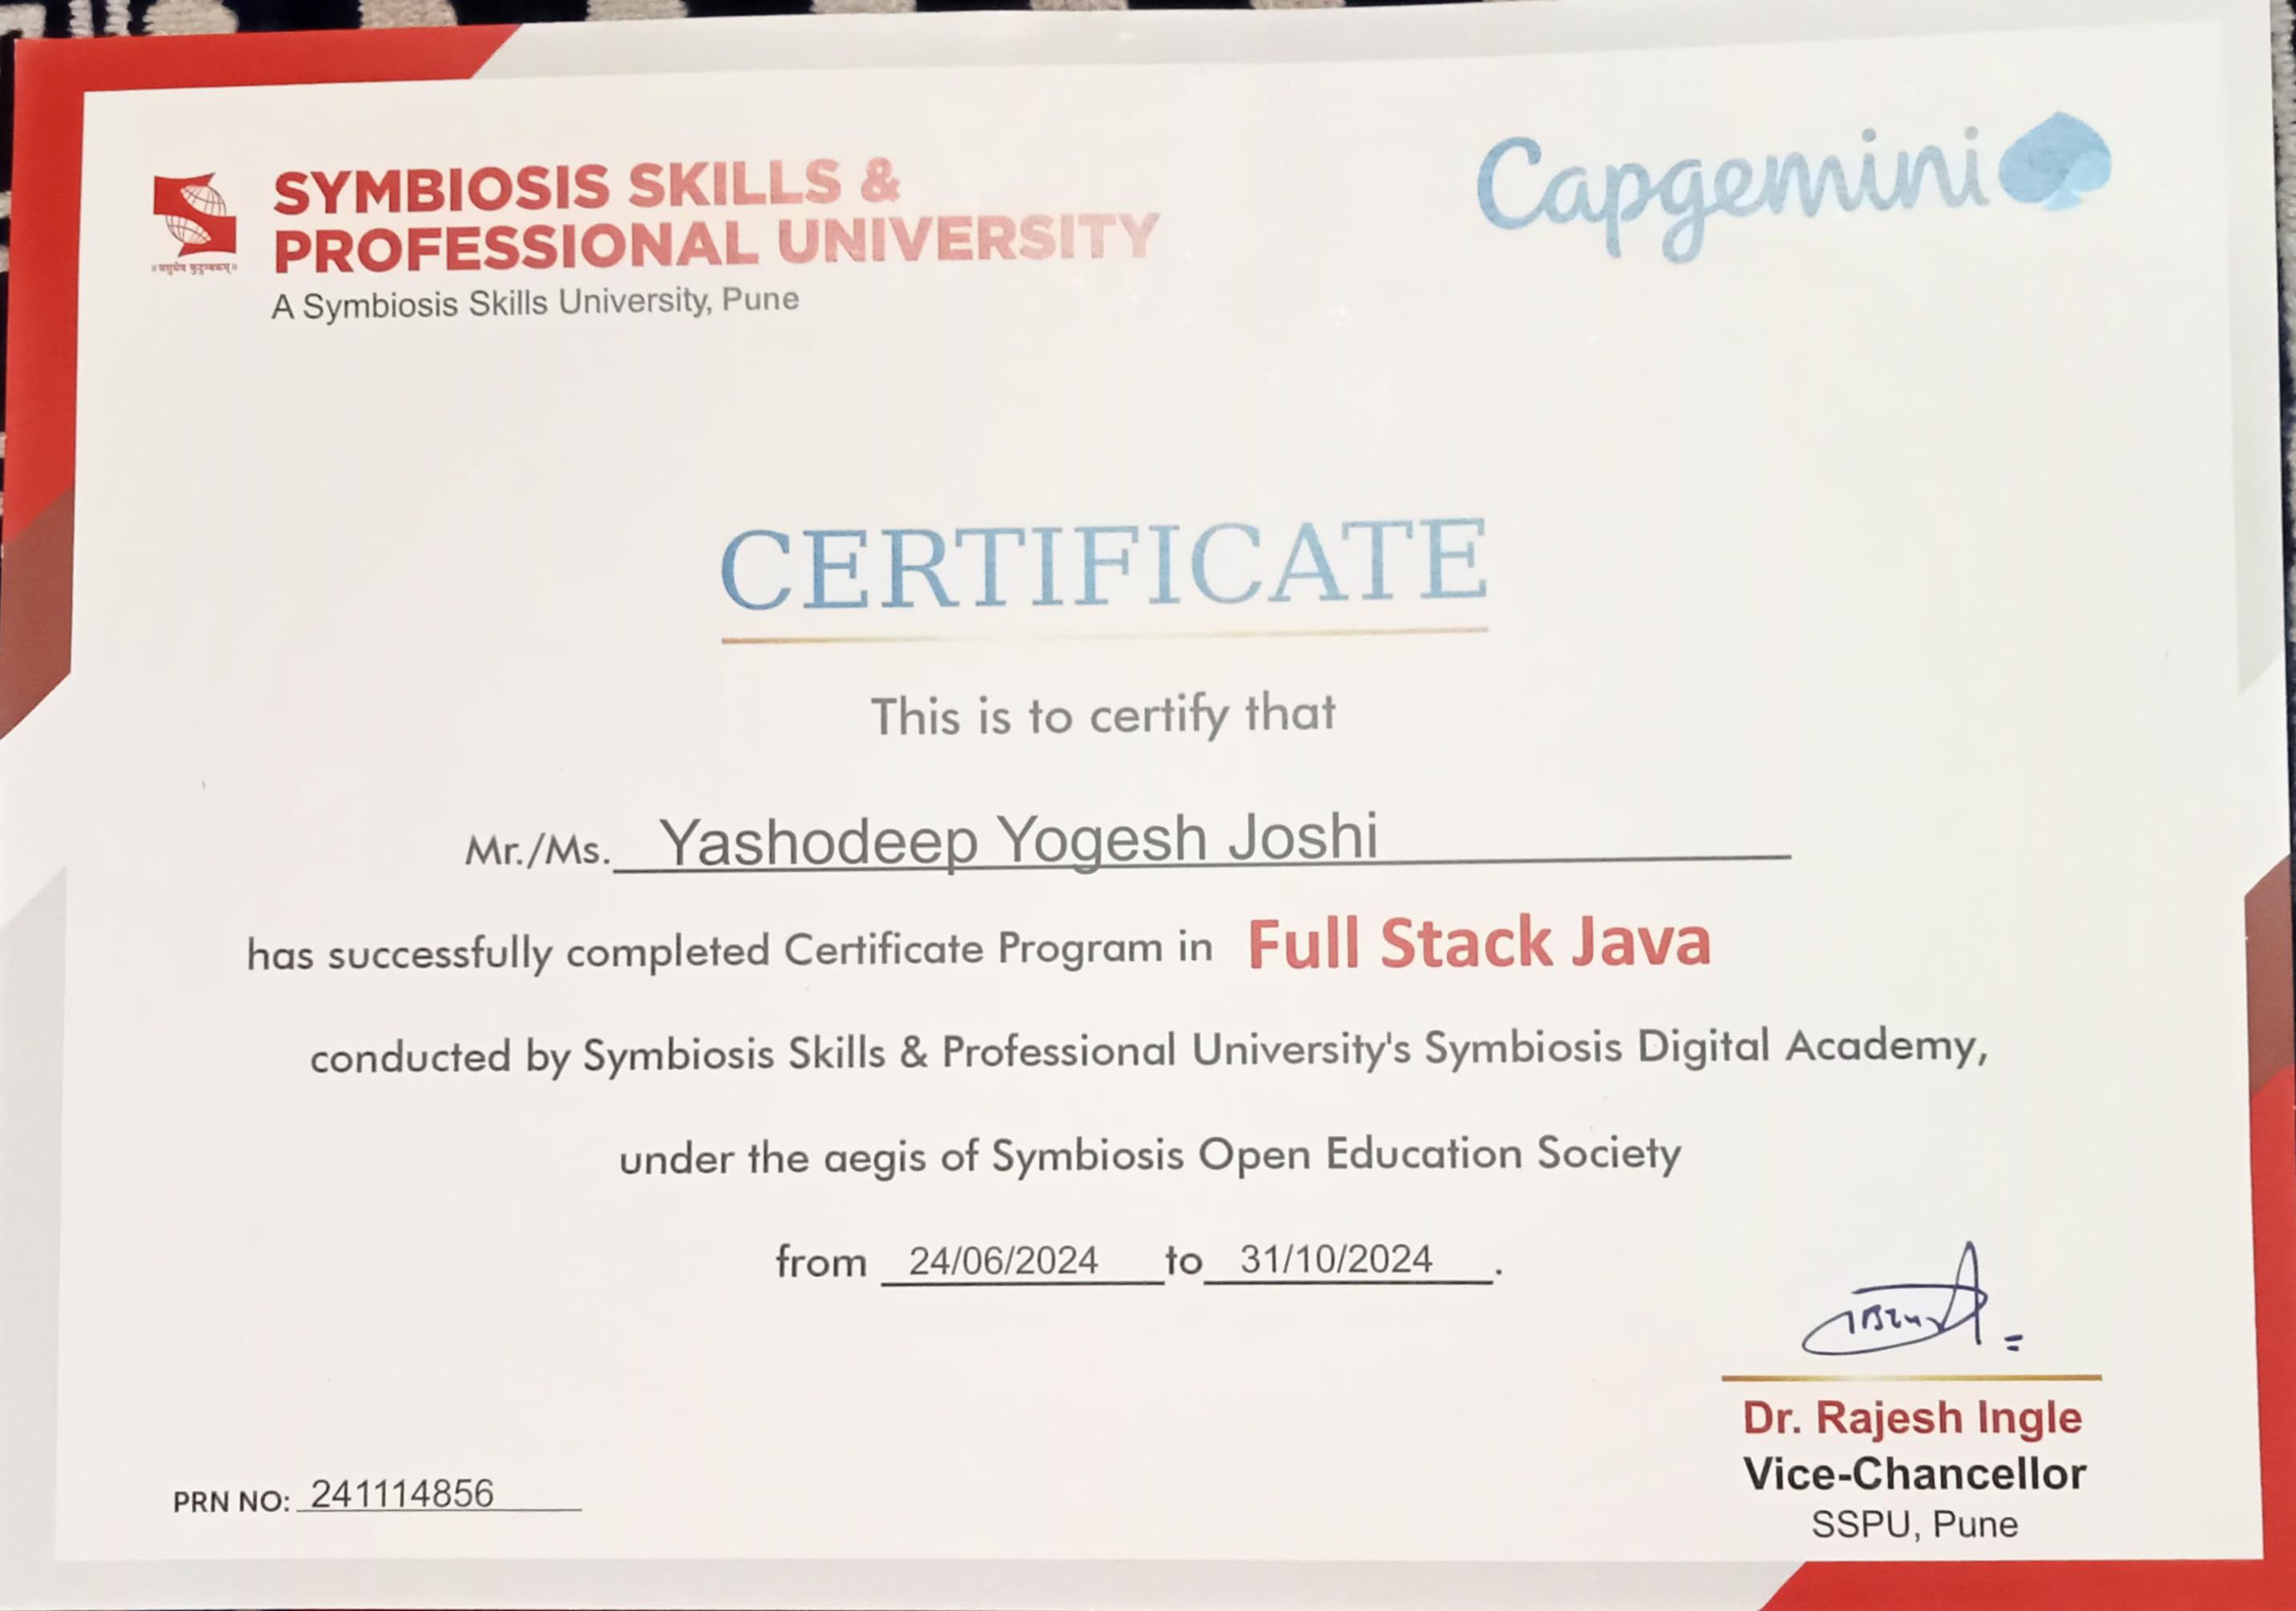 SYMBIOSIS SKILLS &
PROFESSIONAL UNIVERSITY
॥वसुधैव कुटुम्बकम्॥
A Symbiosis Skills University, Pune
Capgemini
CERTIFICATE
This is to certify that
Mr./Ms. Yashodeep Yogesh Joshi
has successfully completed Certificate Program in Full Stack Java
conducted by Symbiosis Skills & Professional University's Symbiosis Digital Academy,
under the aegis of Symbiosis Open Education Society
from 24/06/2024 to 31/10/2024 .
Dr. Rajesh Ingle
Vice-Chancellor
SSPU, Pune
PRN NO: 241114856